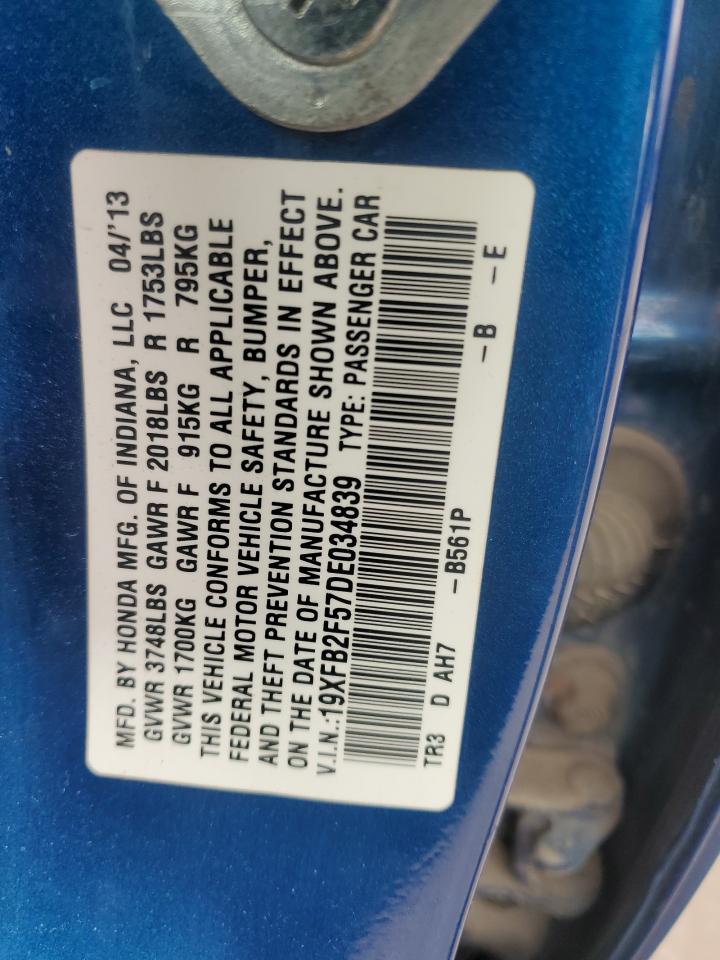 MFD. BY HONDA MFG. OF INDIANA, LLC 04/'13
GVWR 3748LBS GAWR F 2018LBS R 1753LBS
GVWR 1700KG GAWR F 915KG R 795KG
THIS VEHICLE CONFORMS TO ALL APPLICABLE
FEDERAL MOTOR VEHICLE SAFETY, BUMPER,
AND THEFT PREVENTION STANDARDS IN EFFECT
ON THE DATE OF MANUFACTURE SHOWN ABOVE.
V.I.N.:19XFB2F57DE034839 TYPE: PASSENGER CAR
TR3 D AH7 -B561P -B -E